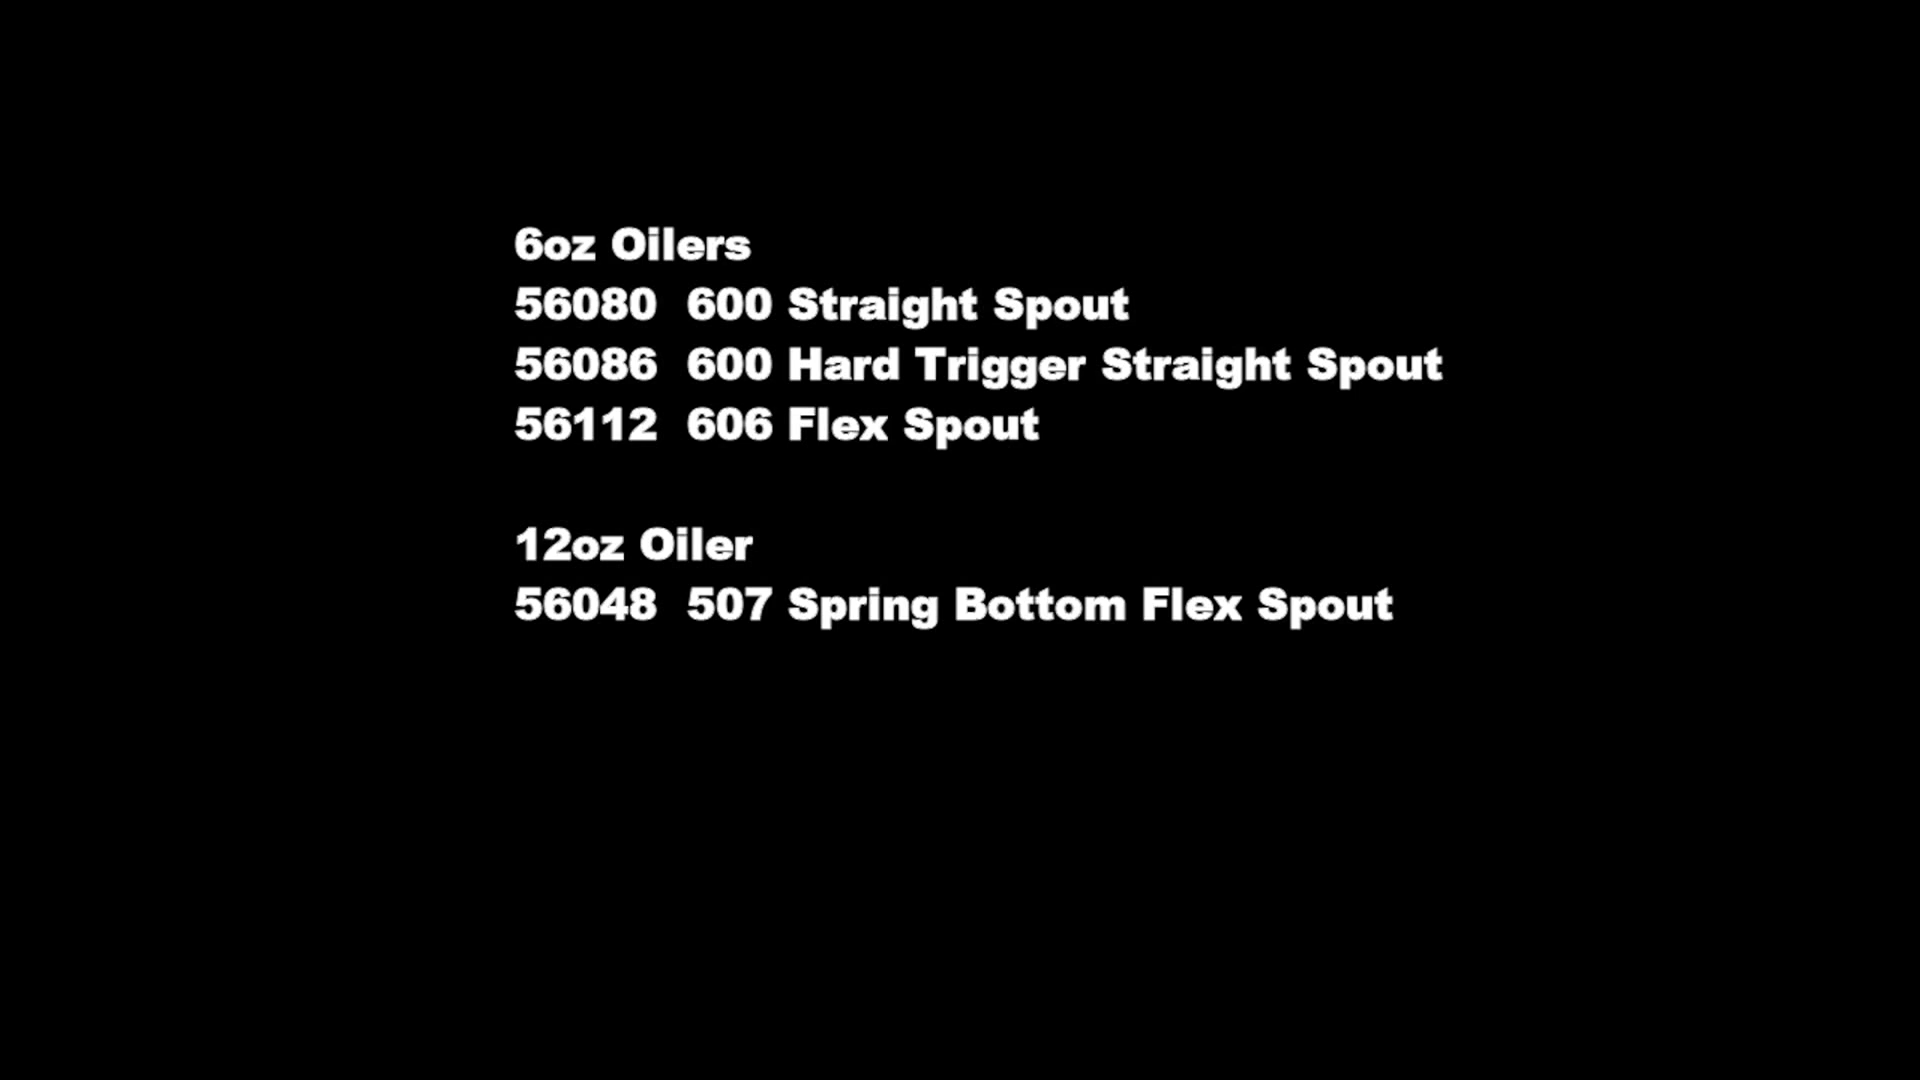 6oz Oilers
56080  600 Straight Spout
56086  600 Hard Trigger Straight Spout
56112  606 Flex Spout
12oz Oiler
56048  507 Spring Bottom Flex Spout